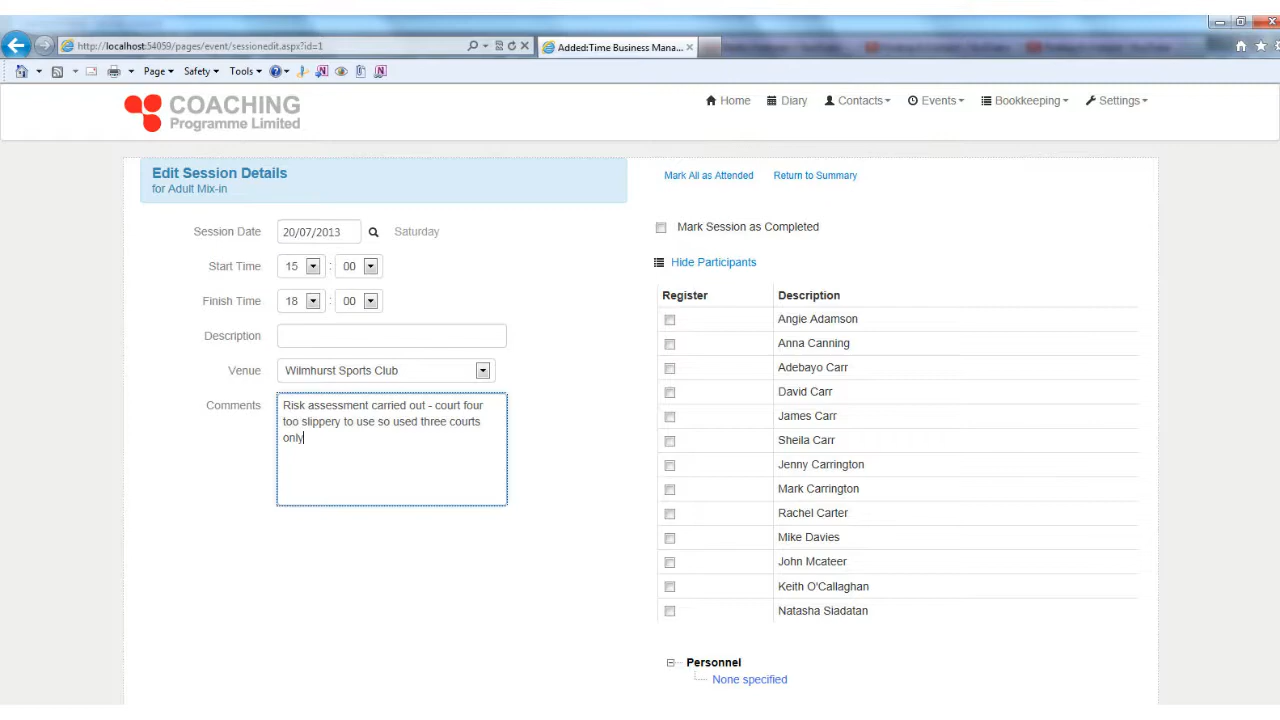 http://localhost:54059/pages/event/sessionedit.aspx?id=1
Added:Time Business Mana...
Page Safety Tools
COACHING
Programme Limited
Home Diary Contacts Events Bookkeeping Settings
Edit Session Details
for Adult Mix-in
Session Date 20/07/2013 Saturday
Start Time 15 : 00
Finish Time 18 : 00
Description
Venue Wilmhurst Sports Club
Comments Risk assessment carried out - court four
too slippery to use so used three courts
only
Mark All as Attended Return to Summary
Mark Session as Completed
Hide Participants
Register Description
Angie Adamson
Anna Canning
Adebayo Carr
David Carr
James Carr
Sheila Carr
Jenny Carrington
Mark Carrington
Rachel Carter
Mike Davies
John Mcateer
Keith O'Callaghan
Natasha Siadatan
Personnel
None specified